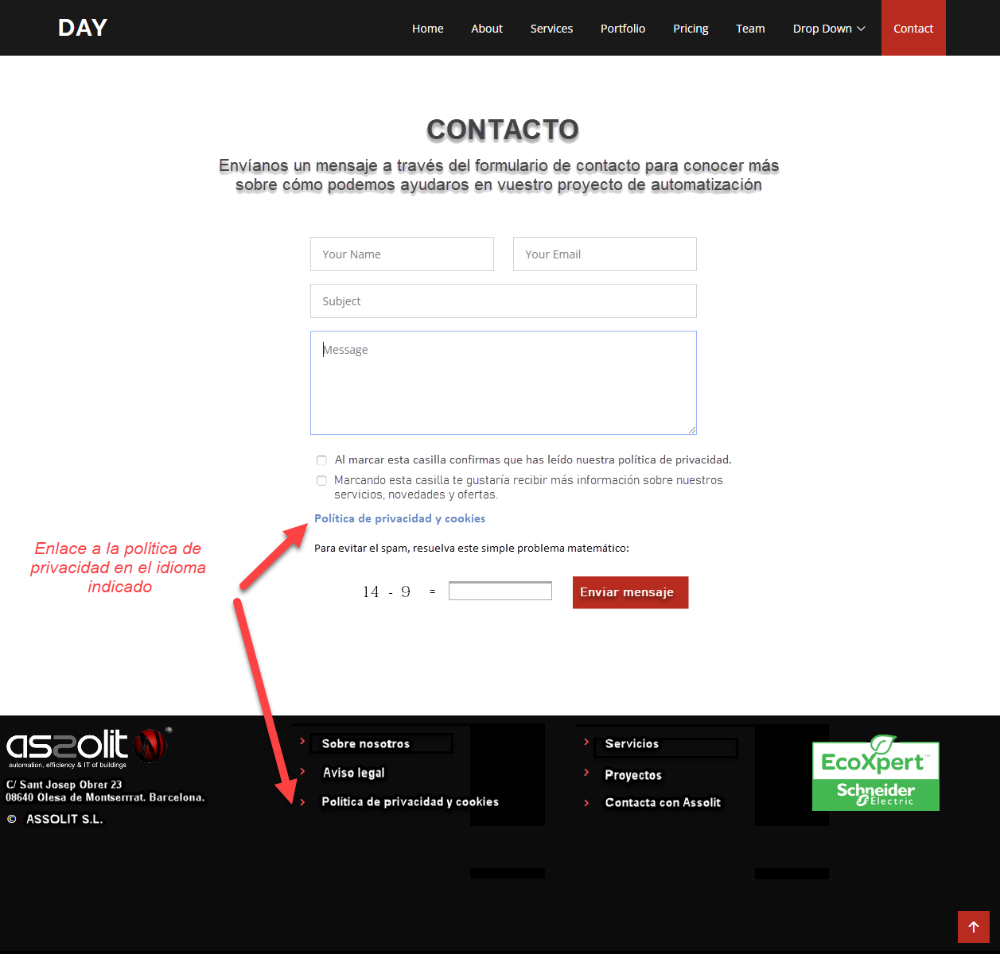 DAY
Home About Services Portfolio Pricing Team Drop Down Contact
CONTACTO
Envíanos un mensaje a través del formulario de contacto para conocer más
sobre cómo podemos ayudaros en vuestro proyecto de automatización
Your Name
Your Email
Subject
Message
Al marcar esta casilla confirmas que has leído nuestra política de privacidad.
Marcando esta casilla te gustaría recibir más información sobre nuestros
servicios, novedades y ofertas.
Política de privacidad y cookies
Enlace a la política de
privacidad en el idioma
indicado
Para evitar el spam, resuelva este simple problema matemático:
14 - 9 =
Enviar mensaje
as2olit
automation, efficiency & IT of buildings
C/ Sant Josep Obrer 23
08640 Olesa de Montserrrat. Barcelona.
© ASSOLIT S.L.
Sobre nosotros
Aviso legal
Política de privacidad y cookies
Servicios
Proyectos
Contacta con Assolit
EcoXpert™
Schneider
Electric